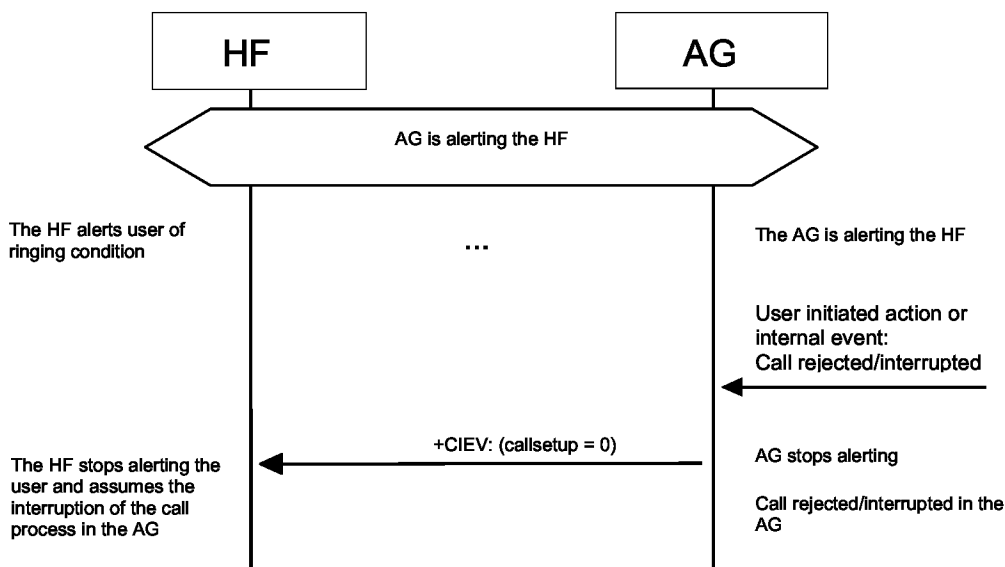 HF
AG
AG is alerting the HF
The HF alerts user of
ringing condition
...
The AG is alerting the HF
User initiated action or
internal event:
Call rejected/interrupted
+CIEV: (callsetup = 0)
The HF stops alerting the
user and assumes the
interruption of the call
process in the AG
AG stops alerting
Call rejected/interrupted in the
AG